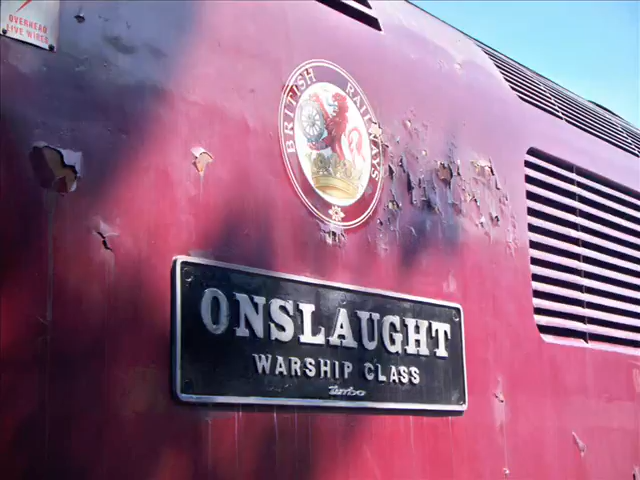 OVERHEAD
LIVE WIRES
BRITISH RAILWAYS
ONSLAUGHT
WARSHIP CLASS